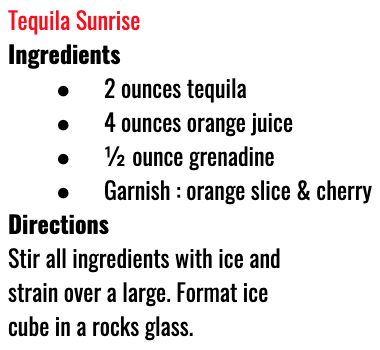 Tequila Sunrise
Ingredients
● 2 ounces tequila
● 4 ounces orange juice
● ½ ounce grenadine
● Garnish : orange slice & cherry
Directions
Stir all ingredients with ice and
strain over a large. Format ice
cube in a rocks glass.